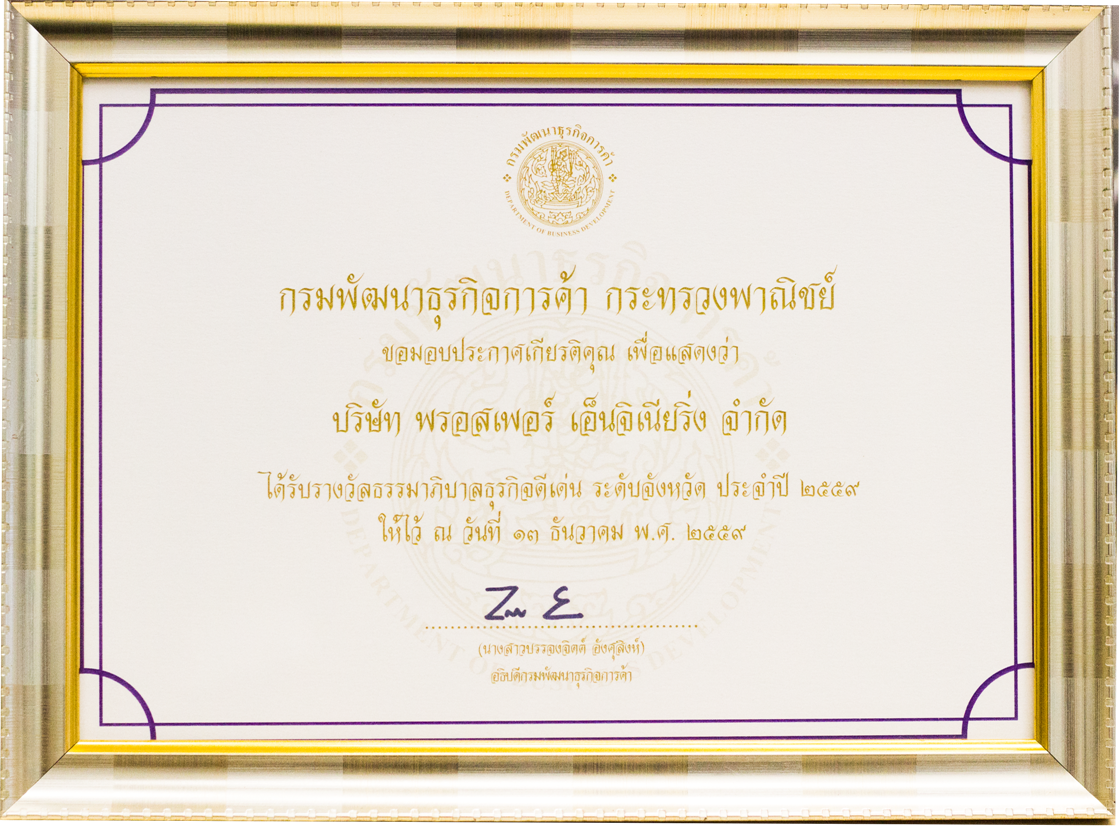 กรมพัฒนาธุรกิจการค้า
DEPARTMENT OF BUSINESS DEVELOPMENT
กรมพัฒนาธุรกิจการค้า กระทรวงพาณิชย์
ขอมอบประกาศเกียรติคุณ เพื่อแสดงว่า
บริษัท พรอสเพอร์ เอ็นจิเนียริ่ง จำกัด
ได้รับรางวัลธรรมาภิบาลธุรกิจดีเด่น ระดับจังหวัด ประจำปี ๒๕๕๙
ให้ไว้ ณ วันที่ ๑๓ ธันวาคม พ.ศ. ๒๕๕๙
(นางสาวบรรจงจิตต์ อังศุสิงห์)
อธิบดีกรมพัฒนาธุรกิจการค้า